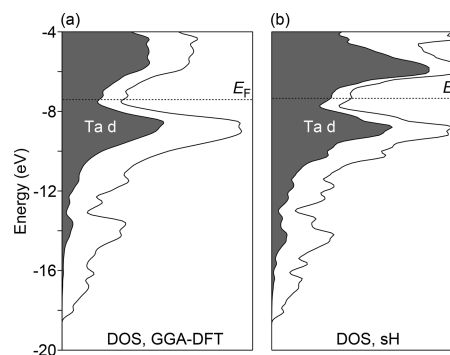 (a)
(b)
-4
E_F
E
-8
Ta d
Ta d
Energy (eV)
-12
-16
-20
DOS, GGA-DFT
DOS, sH